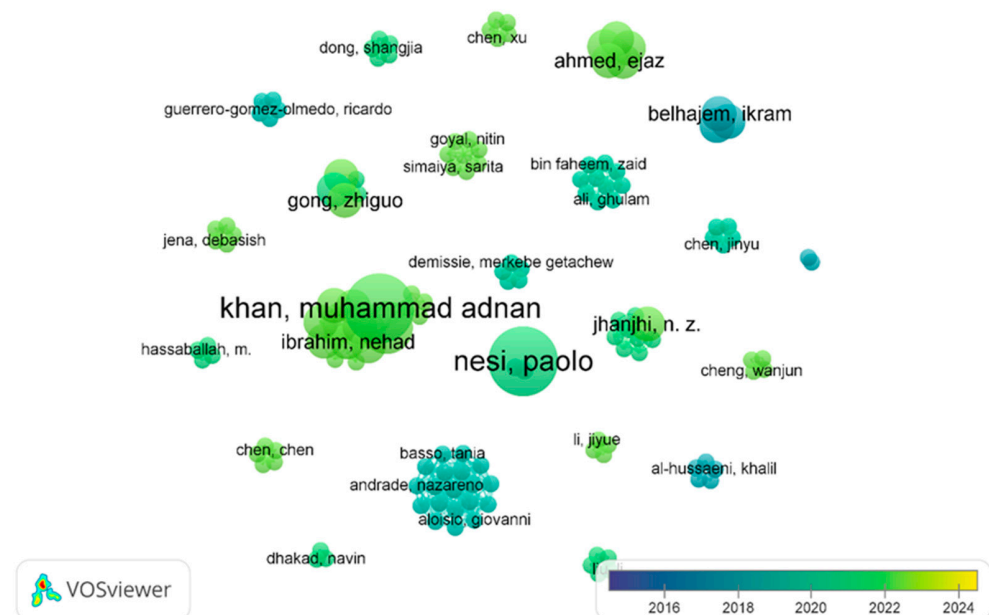 chen, xu
dong, shangjia
ahmed, ejaz
guerrero-gomez-olmedo, ricardo
belhajem, ikram
goyal, nitin
simaiya, sarita
bin faheem, zaid
ali, ghulam
gong, zhiguo
jena, debasish
chen, jinyu
demissie, merkebe getachew
khan, muhammad adnan
jhanjhi, n. z.
ibrahim, nehad
hassaballah, m.
nesi, paolo
cheng, wanjun
li, jiyue
chen, chen
basso, tania
al-hussaeni, khalil
andrade, nazareno
aloisio, giovanni
dhakad, navin
VOSviewer
2016 2018 2020 2022 2024